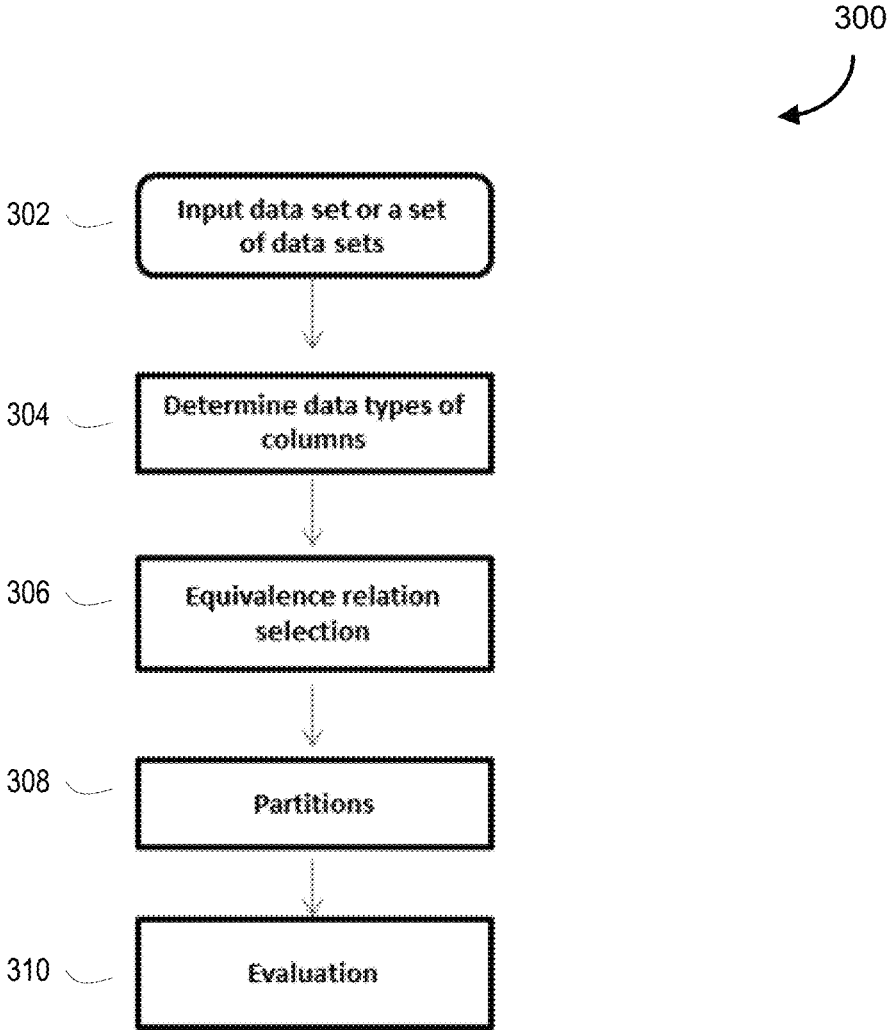 300
302
Input data set or a set
of data sets
304
Determine data types of
columns
306
Equivalence relation
selection
308
Partitions
310
Evaluation